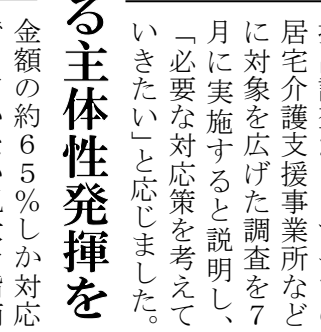 居宅介護支援事業所など
に対象を広げた調査を７
月に実施すると説明し、
「必要な対応策を考えて
いきたい」と応じました。
る主体性発揮を
金額の約６５％しか対応